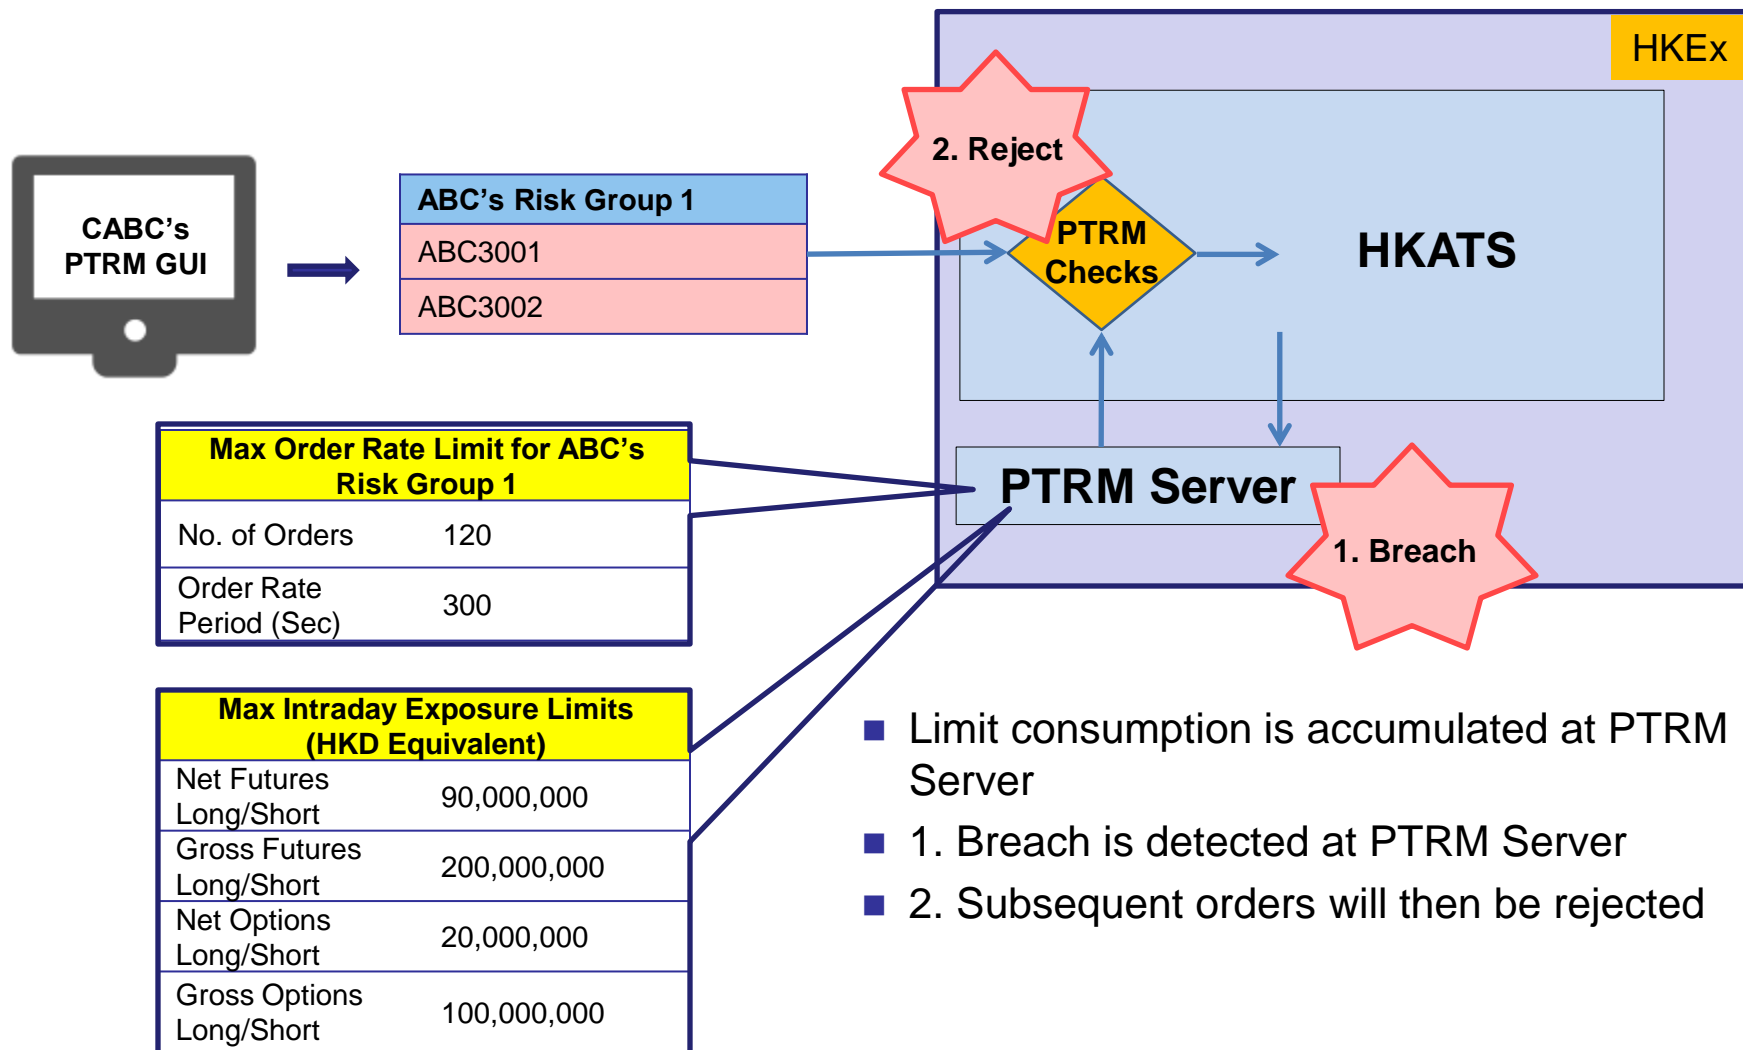 HKEx
2. Reject
CABC's
PTRM GUI
ABC’s Risk Group 1
ABC3001
ABC3002
PTRM
Checks
HKATS
PTRM Server
1. Breach
Max Order Rate Limit for ABC’s
Risk Group 1
No. of Orders 120
Order Rate
Period (Sec) 300
Max Intraday Exposure Limits
(HKD Equivalent)
Net Futures
Long/Short 90,000,000
Gross Futures
Long/Short 200,000,000
Net Options
Long/Short 20,000,000
Gross Options
Long/Short 100,000,000
Limit consumption is accumulated at PTRM
Server
1. Breach is detected at PTRM Server
2. Subsequent orders will then be rejected